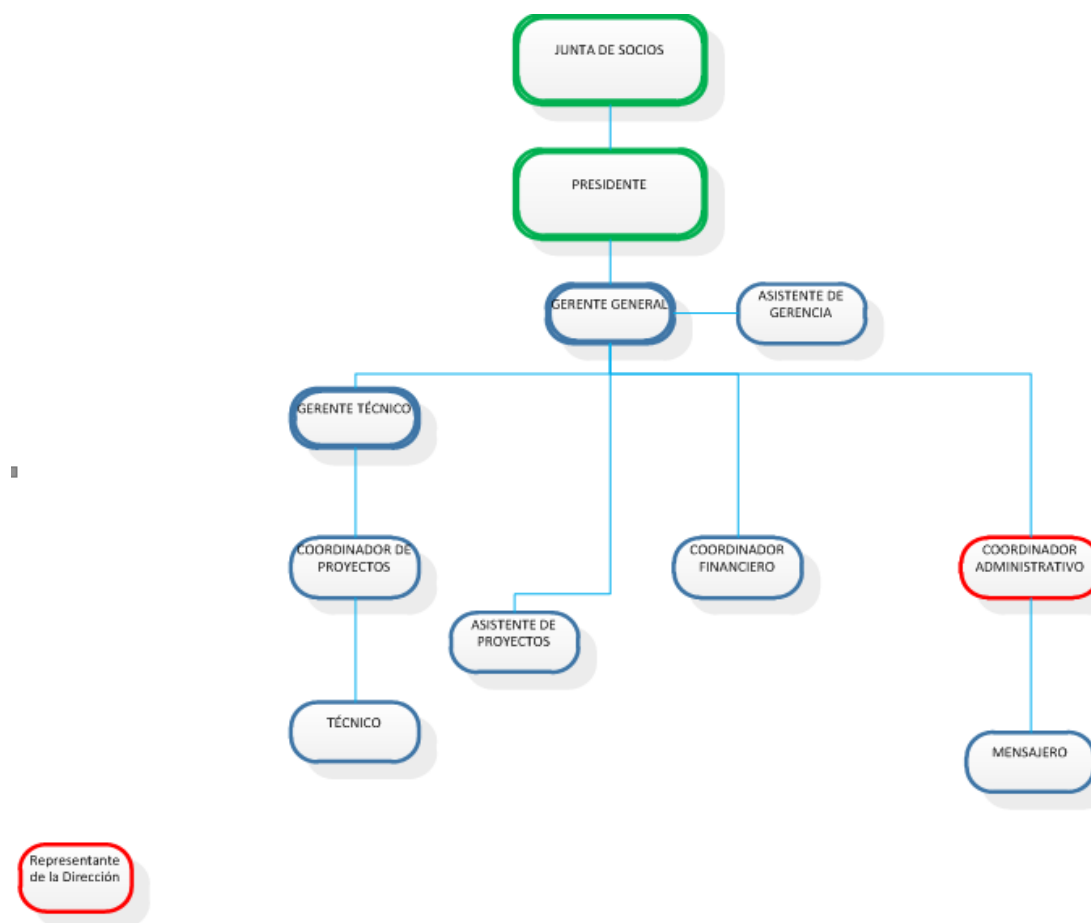 JUNTA DE SOCIOS
PRESIDENTE
GERENTE GENERAL
ASISTENTE DE
GERENCIA
GERENTE TÉCNICO
COORDINADOR DE
PROYECTOS
ASISTENTE DE
PROYECTOS
COORDINADOR
FINANCIERO
COORDINADOR
ADMINISTRATIVO
TÉCNICO
MENSAJERO
Representante
de la Dirección